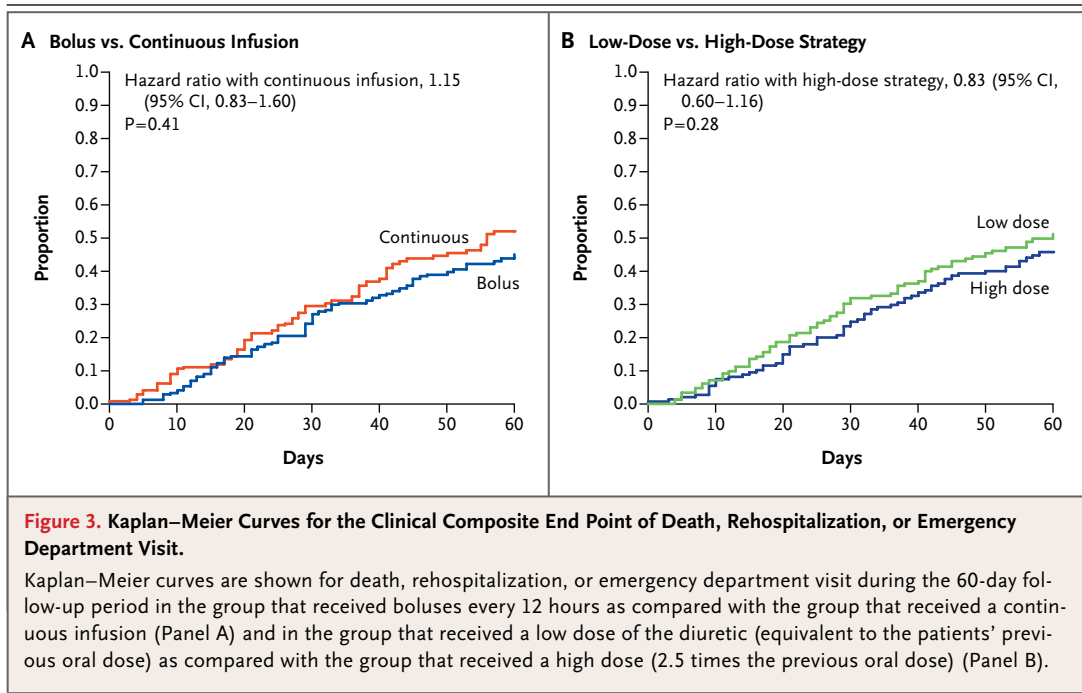 A Bolus vs. Continuous Infusion
1.0
0.9
0.8
0.7
0.6
0.5
0.4
0.3
0.2
0.1
0.0
Proportion
Hazard ratio with continuous infusion, 1.15
(95% CI, 0.83–1.60)
P=0.41
Continuous
Bolus
0 10 20 30 40 50 60
Days
B Low-Dose vs. High-Dose Strategy
1.0
0.9
0.8
0.7
0.6
0.5
0.4
0.3
0.2
0.1
0.0
Proportion
Hazard ratio with high-dose strategy, 0.83 (95% CI,
0.60–1.16)
P=0.28
Low dose
High dose
0 10 20 30 40 50 60
Days
Figure 3. Kaplan–Meier Curves for the Clinical Composite End Point of Death, Rehospitalization, or Emergency
Department Visit.
Kaplan–Meier curves are shown for death, rehospitalization, or emergency department visit during the 60-day fol-
low-up period in the group that received boluses every 12 hours as compared with the group that received a contin-
uous infusion (Panel A) and in the group that received a low dose of the diuretic (equivalent to the patients' previ-
ous oral dose) as compared with the group that received a high dose (2.5 times the previous oral dose) (Panel B).